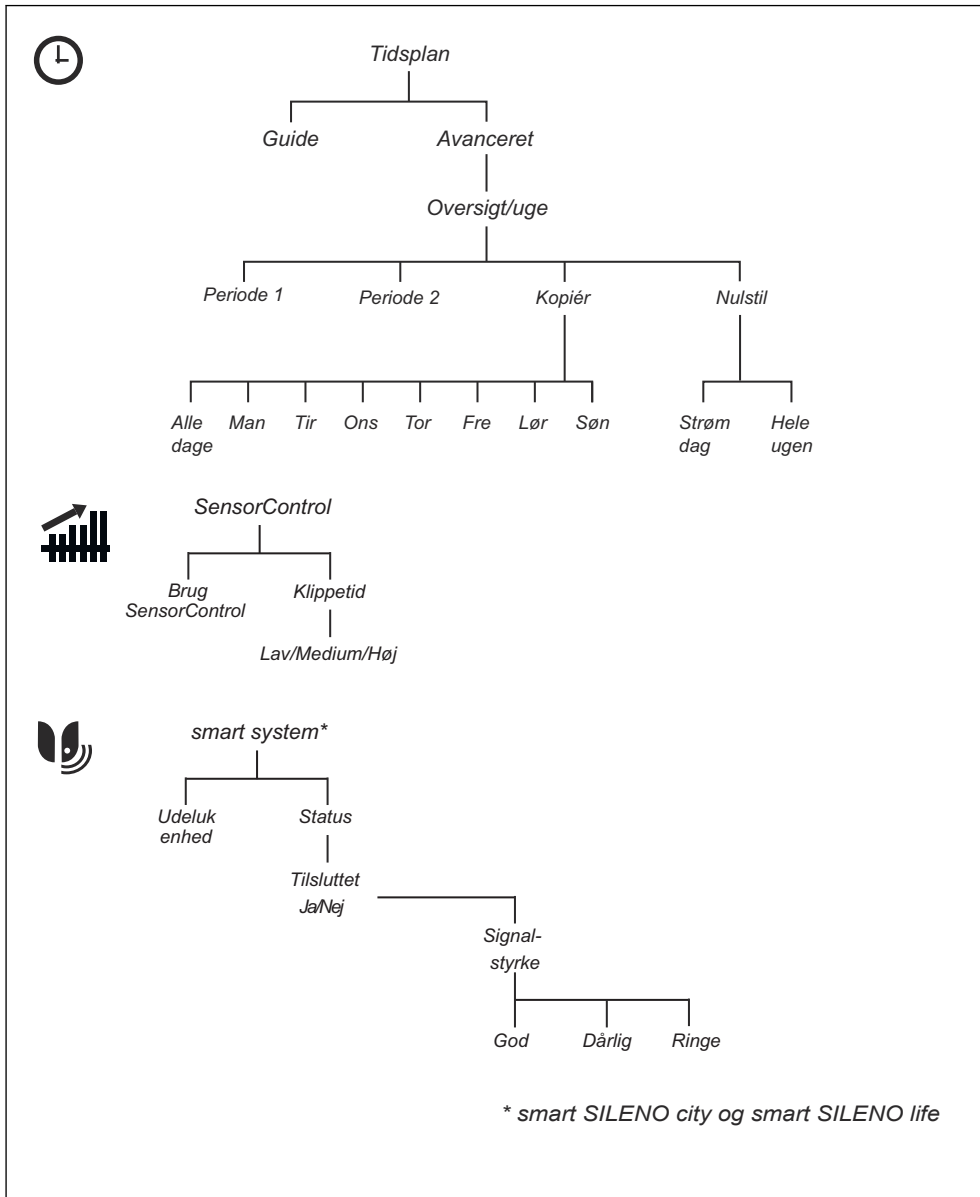 Tidsplan
Guide Avanceret
Oversigt/uge
Periode 1 Periode 2 Kopiér Nulstil
Alle Man Tir Ons Tor Fre Lør Søn Strøm Hele
dage dag ugen
SensorControl
Brug Klippetid
SensorControl
Lav/Medium/Høj
smart system*
Udeluk Status
enhed
Tilsluttet
Ja/Nej
Signal-
styrke
God Dårlig Ringe
* smart SILENO city og smart SILENO life